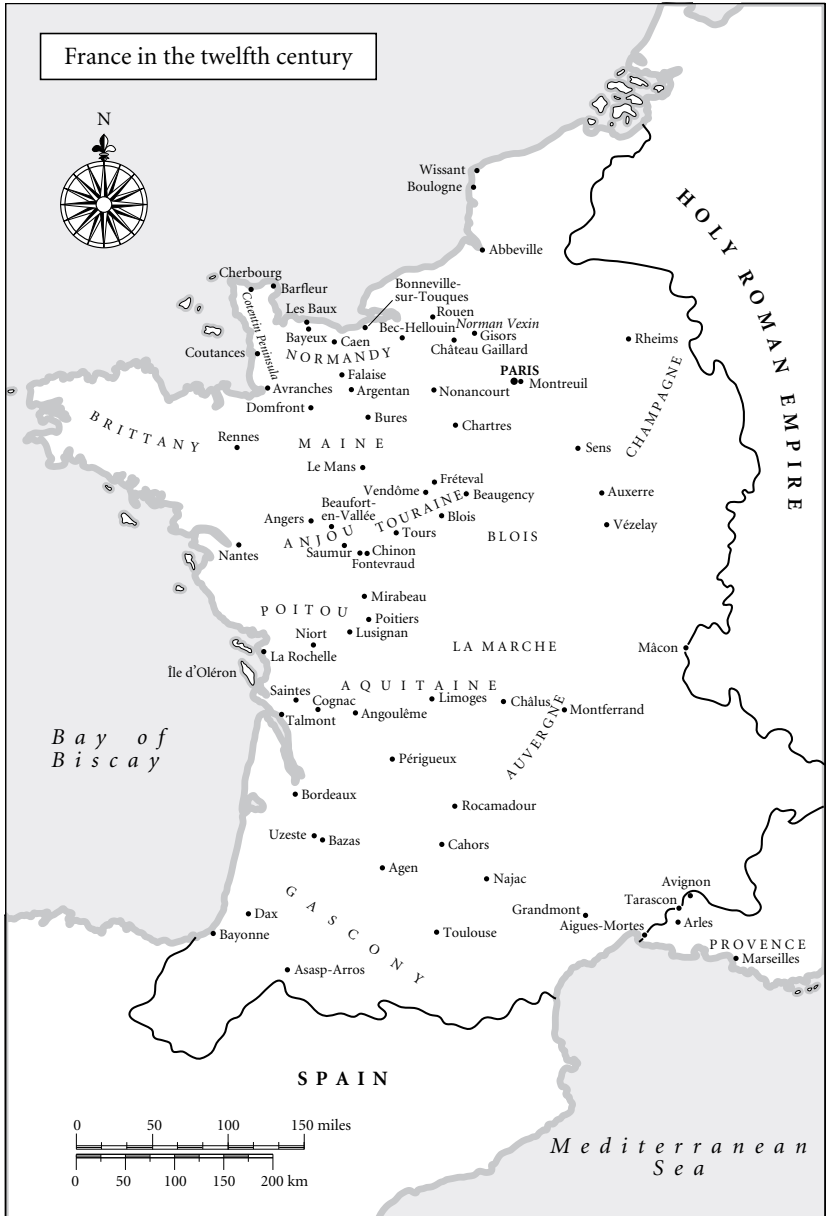 France in the twelfth century
N
Wissant
Boulogne
HOLY ROMAN EMPIRE
Abbeville
Cherbourg
Barfleur
Cotentin Peninsula
Bonneville-
sur-Touques
Les Baux
Rouen
Norman Vexin
Bayeux
Caen
Bec-Hellouin
Gisors
Château Gaillard
Rheims
Coutances
NORMANDY
Falaise
PARIS
Montreuil
Avranches
Argentan
Nonancourt
CHAMPAGNE
Domfront
Bures
BRITTANY
Rennes
Chartres
MAINE
Sens
Le Mans
Fréteval
Vendôme
Beaugency
Auxerre
Beaufort-
en-Vallée
Angers
ANJOU
TOURAINE
Blois
Vézelay
Tours
BLOIS
Nantes
Saumur
Chinon
Fontevraud
Mirabeau
POITOU
Poitiers
Niort
Lusignan
LA MARCHE
Mâcon
La Rochelle
Île d'Oléron
AQUITAINE
Saintes
Cognac
Limoges
Châlus
Talmont
Angoulême
Montferrand
AUVERGNE
Bay of
Biscay
Périgueux
Bordeaux
Rocamadour
Uzeste
Bazas
Cahors
Agen
Najac
GASCONY
Avignon
Tarascon
Dax
Grandmont
Aigues-Mortes
Arles
Bayonne
Toulouse
PROVENCE
Marseilles
Asasp-Arros
SPAIN
0 50 100 150 miles
0 50 100 150 200 km
Mediterranean
Sea